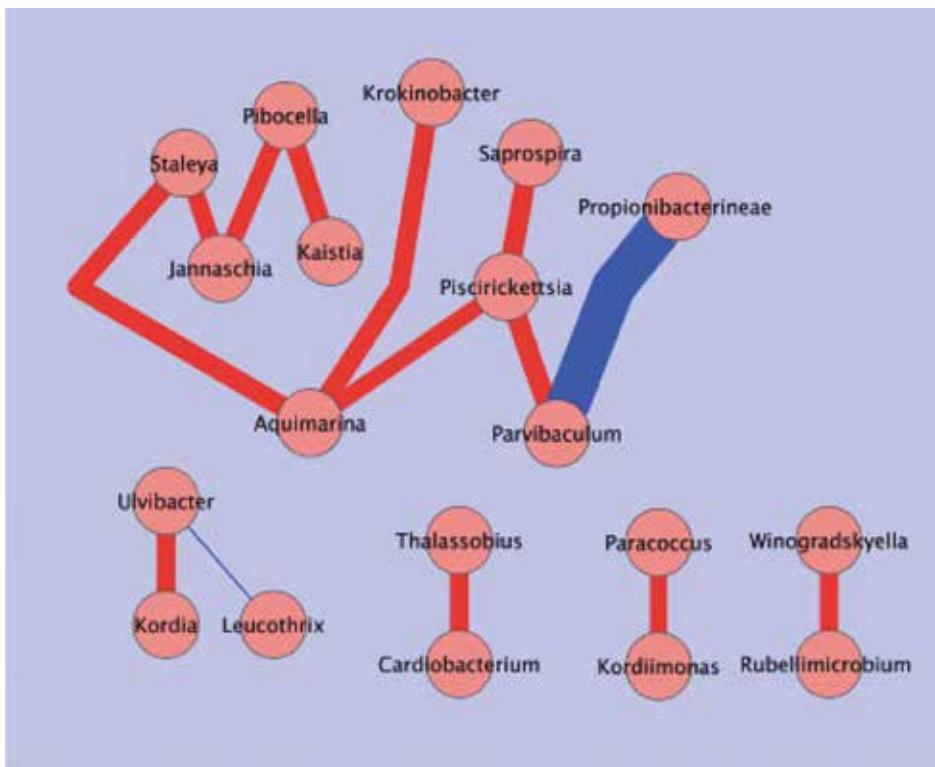 Krokinobacter
Pibocella
Saprospira
Staleya
Propionibacterineae
Kaistia
Jannaschia
Piscirickettsia
Aquimarina
Parvibaculum
Ulvibacter
Thalassobius
Paracoccus
Winogradskyella
Kordia
Leucothrix
Cardiobacterium
Kordiimonas
Rubellimicrobium